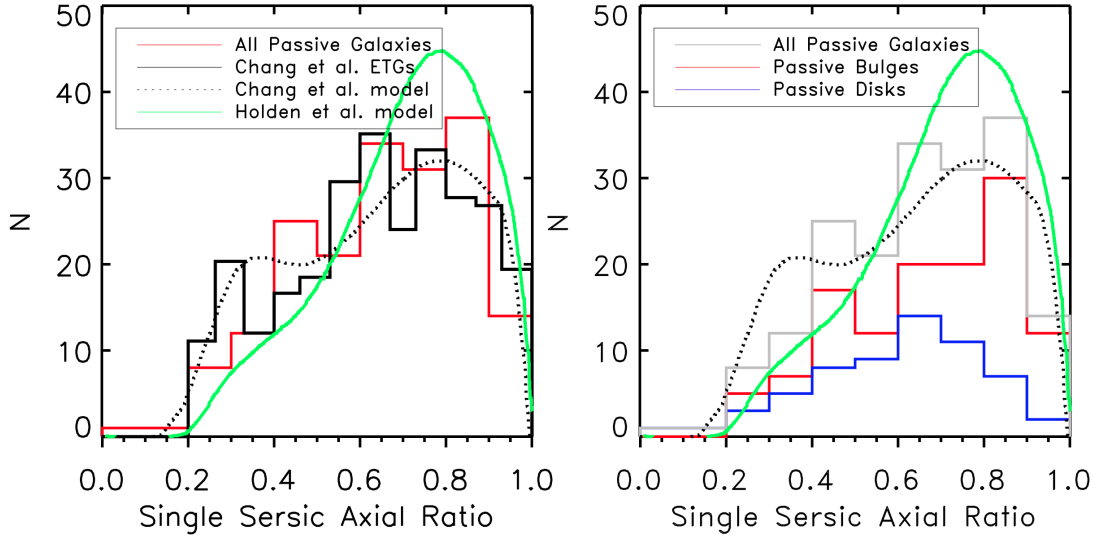 50
40
30
20
10
0
N
All Passive Galaxies
Chang et al. ETGs
Chang et al. model
Holden et al. model
0.0 0.2 0.4 0.6 0.8 1.0
Single Sersic Axial Ratio
50
40
30
20
10
0
N
All Passive Galaxies
Passive Bulges
Passive Disks
0.0 0.2 0.4 0.6 0.8 1.0
Single Sersic Axial Ratio